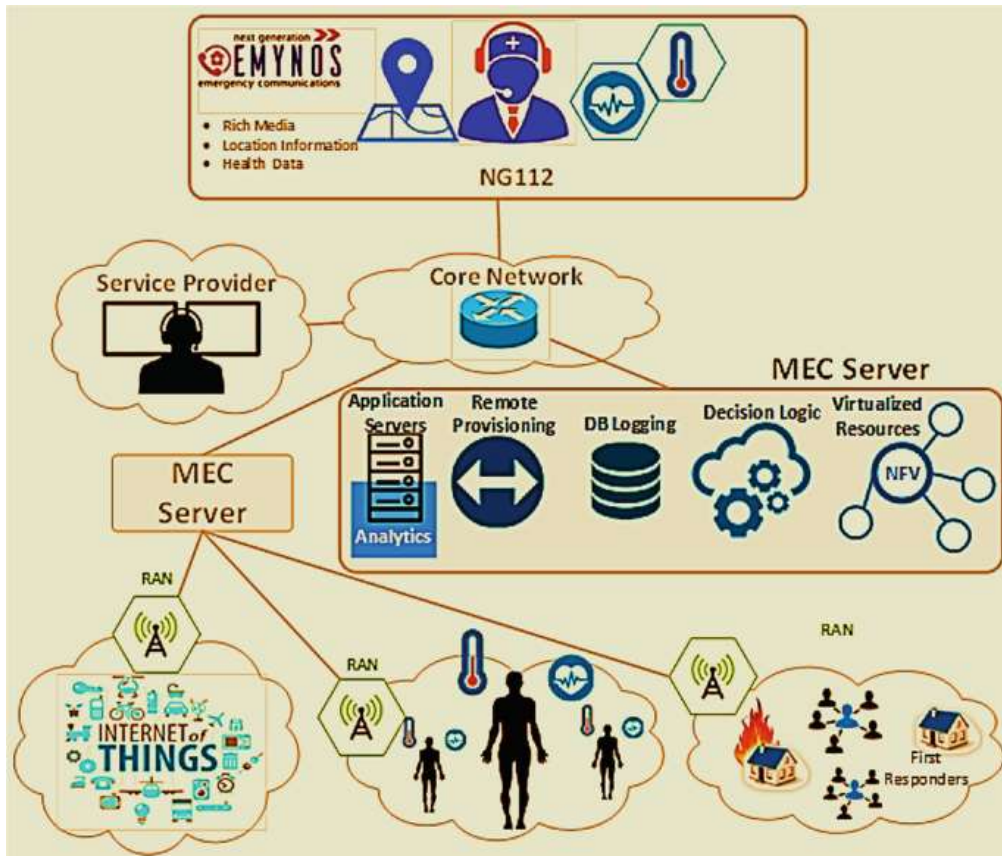 next generation
EMYNOS
emergency communications
• Rich Media
• Location Information
• Health Data
NG112
Service Provider
Core Network
MEC Server
Application
Servers
Analytics
Remote
Provisioning
DB Logging
Decision Logic
Virtualized
Resources
NFV
MEC
Server
RAN
RAN
RAN
INTERNET of
THINGS
First
Responders